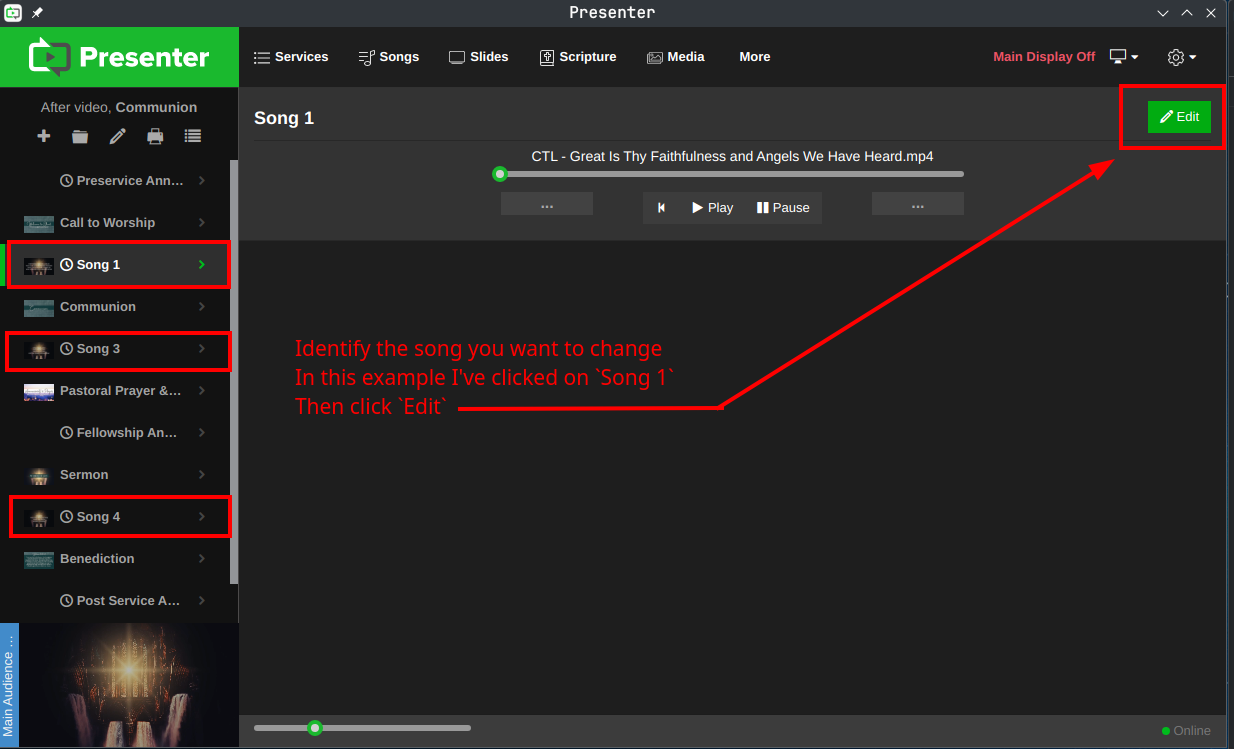 Presenter
Presenter
Services
Songs
Slides
Scripture
Media
More
Main Display Off
After video, Communion
Preservice Ann...
Call to Worship
Song 1
Communion
Song 3
Pastoral Prayer &...
Fellowship An...
Sermon
Song 4
Benediction
Post Service A...
Main Audience ...
Song 1
Edit
CTL - Great Is Thy Faithfulness and Angels We Have Heard.mp4
...
Play
Pause
...
Identify the song you want to change
In this example I've clicked on `Song 1`
Then click `Edit`
Online